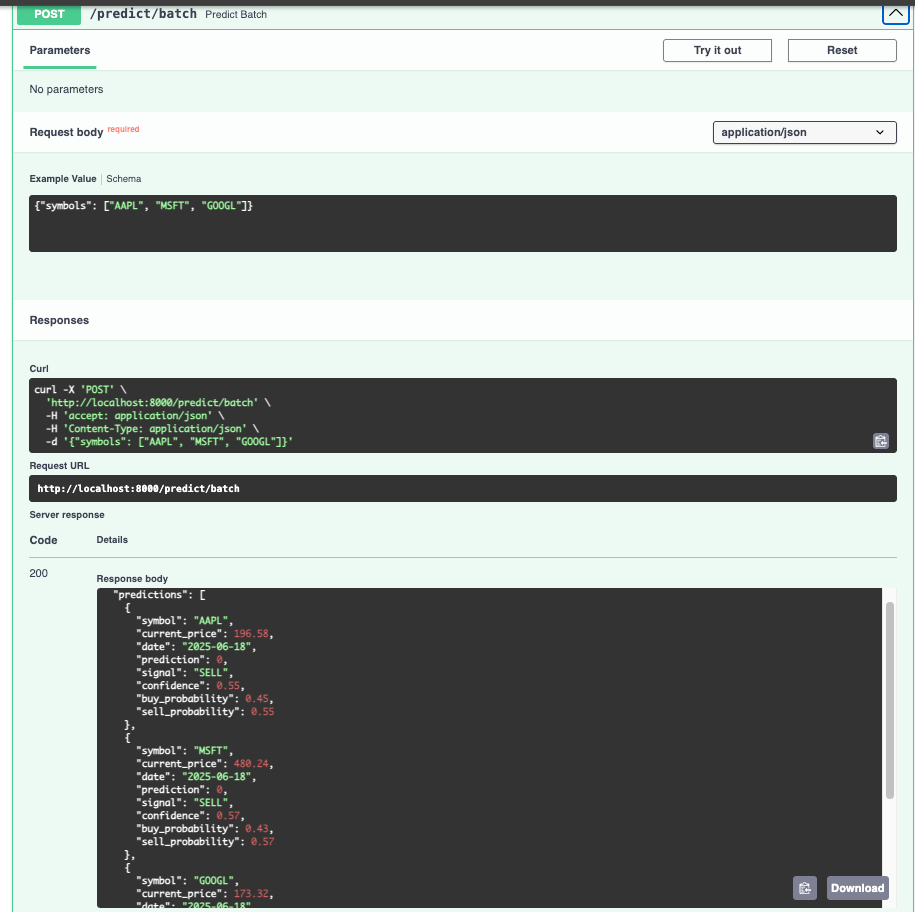 POST /predict/batch Predict Batch
Parameters
Try it out
Reset
No parameters
Request body required
application/json
Example Value | Schema
{"symbols": ["AAPL", "MSFT", "GOOGL"]}
Responses
Curl
curl -X 'POST' \
  'http://localhost:8000/predict/batch' \
  -H 'accept: application/json' \
  -H 'Content-Type: application/json' \
  -d '{"symbols": ["AAPL", "MSFT", "GOOGL"]}'
Request URL
http://localhost:8000/predict/batch
Server response
Code Details
200
Response body
  "predictions": [
    {
      "symbol": "AAPL",
      "current_price": 196.58,
      "date": "2025-06-18",
      "prediction": 0,
      "signal": "SELL",
      "confidence": 0.55,
      "buy_probability": 0.45,
      "sell_probability": 0.55
    },
    {
      "symbol": "MSFT",
      "current_price": 480.24,
      "date": "2025-06-18",
      "prediction": 0,
      "signal": "SELL",
      "confidence": 0.57,
      "buy_probability": 0.43,
      "sell_probability": 0.57
    },
    {
      "symbol": "GOOGL",
      "current_price": 173.32,
      "date": "2025-06-18"
Download